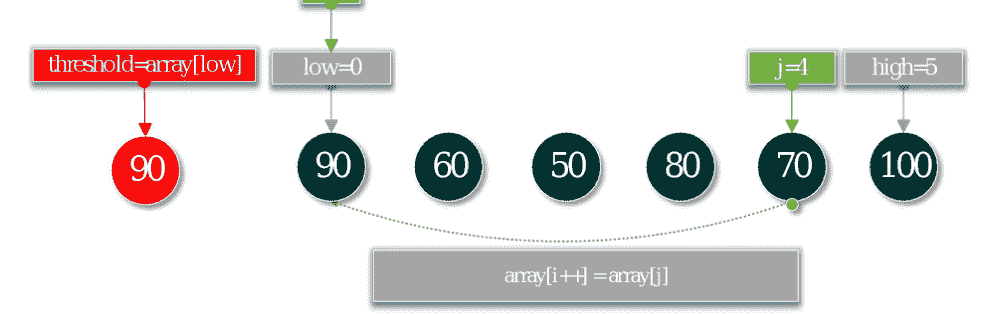 threshold=array[low]
low=0
j=4
high=5
90
90
60
50
80
70
100
array[i++] = array[j]